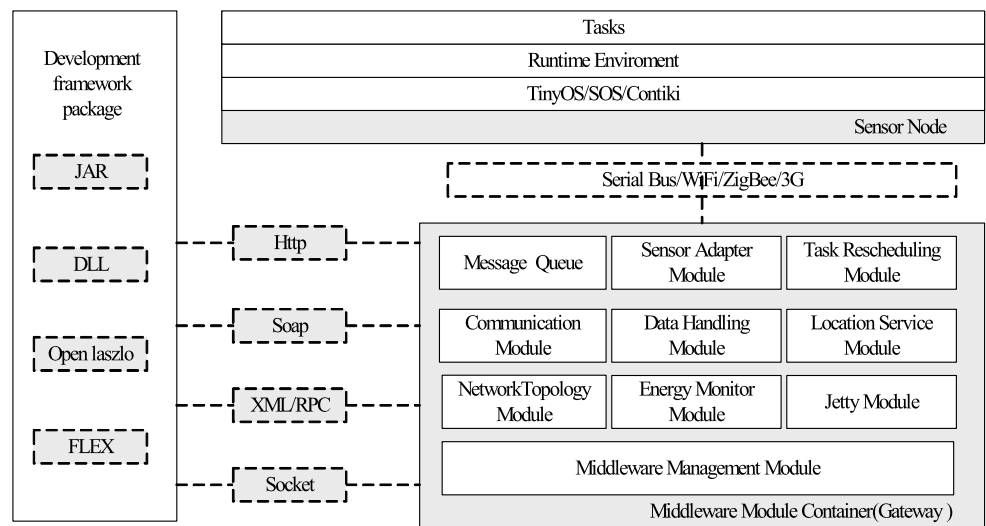 Development
framework
package
JAR
DLL
Open laszlo
FLEX
Http
Soap
XML/RPC
Socket
Tasks
Runtime Enviroment
TinyOS/SOS/Contiki
Sensor Node
Serial Bus/WiFi/ZigBee/3G
Message Queue
Sensor Adapter
Module
Task Rescheduling
Module
Communication
Module
Data Handling
Module
Location Service
Module
NetworkTopology
Module
Energy Monitor
Module
Jetty Module
Middleware Management Module
Middleware Module Container(Gateway )